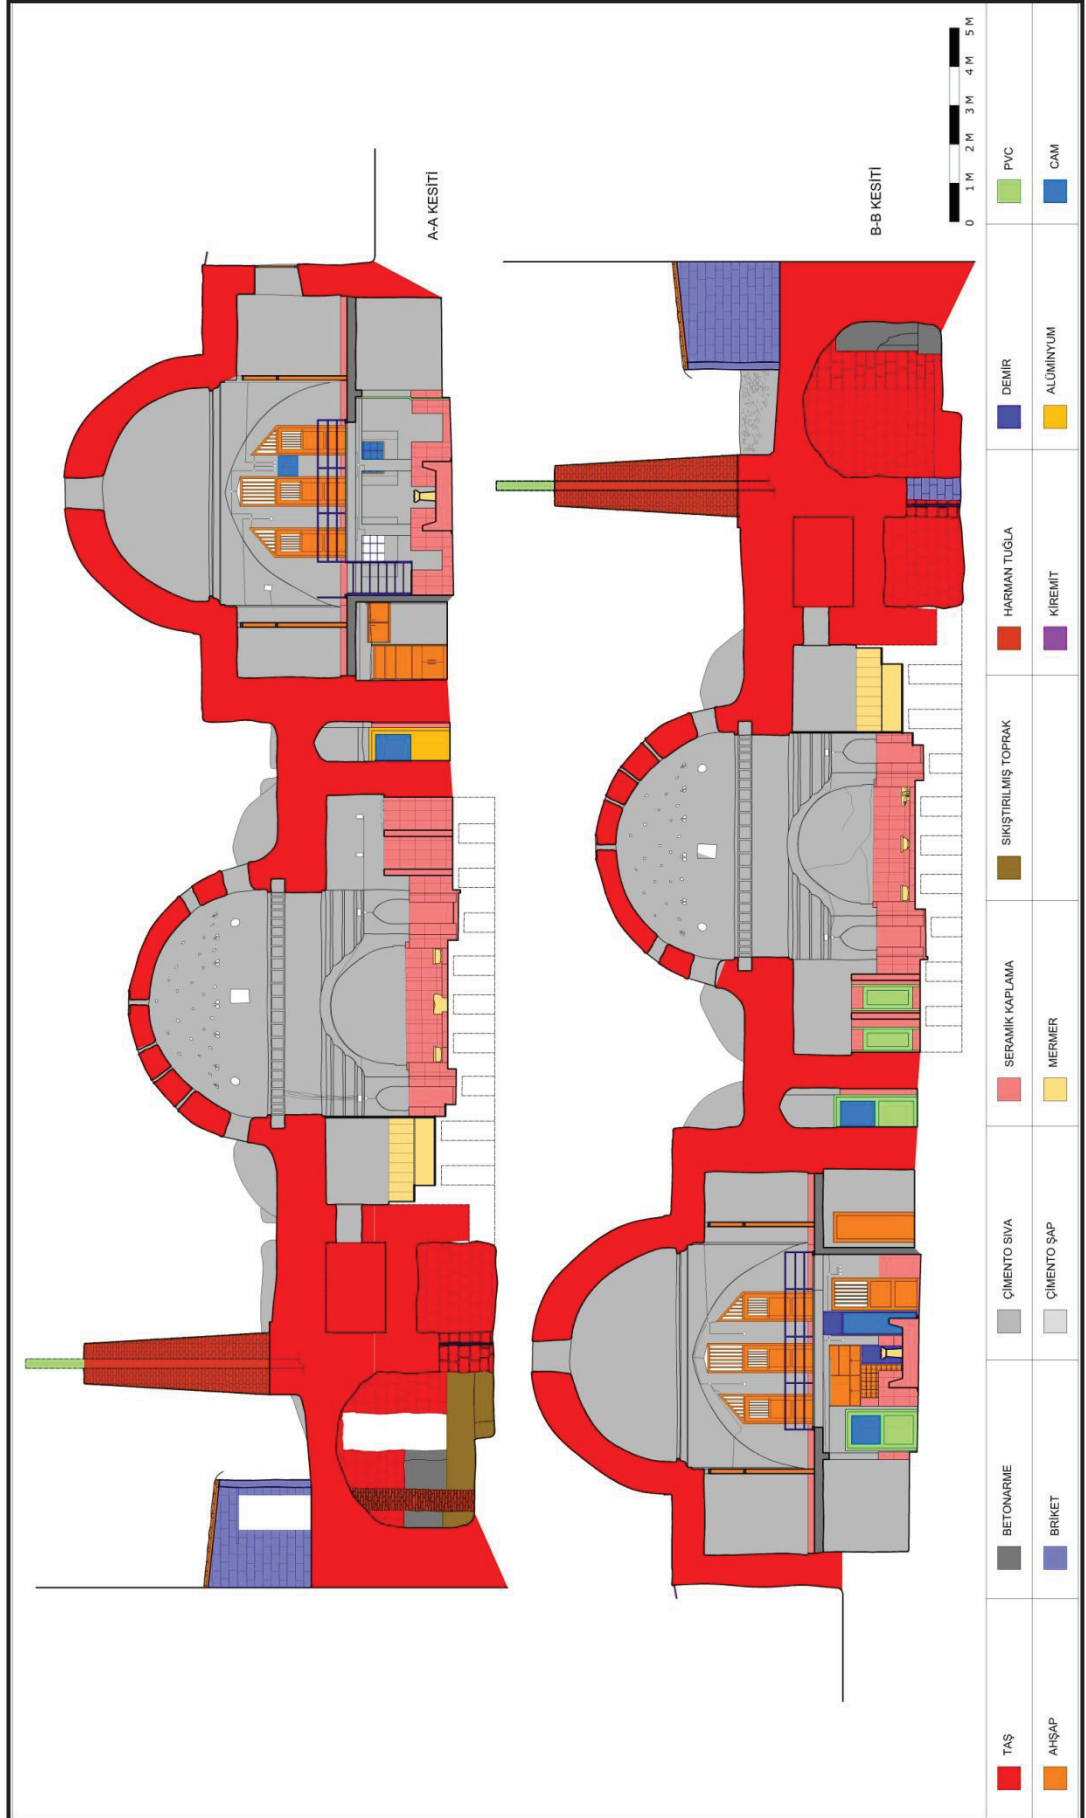 A-A KESİTİ
B-B KESİTİ
0 1 M 2 M 3 M 4 M 5 M
TAŞ BETONARME ÇİMENTO SIVA SERAMİK KAPLAMA SIKIŞTIRILMIŞ TOPRAK HARMAN TUĞLA DEMİR PVC
AHŞAP BRİKET ÇİMENTO ŞAP MERMER KİREMİT ALÜMİNYUM CAM